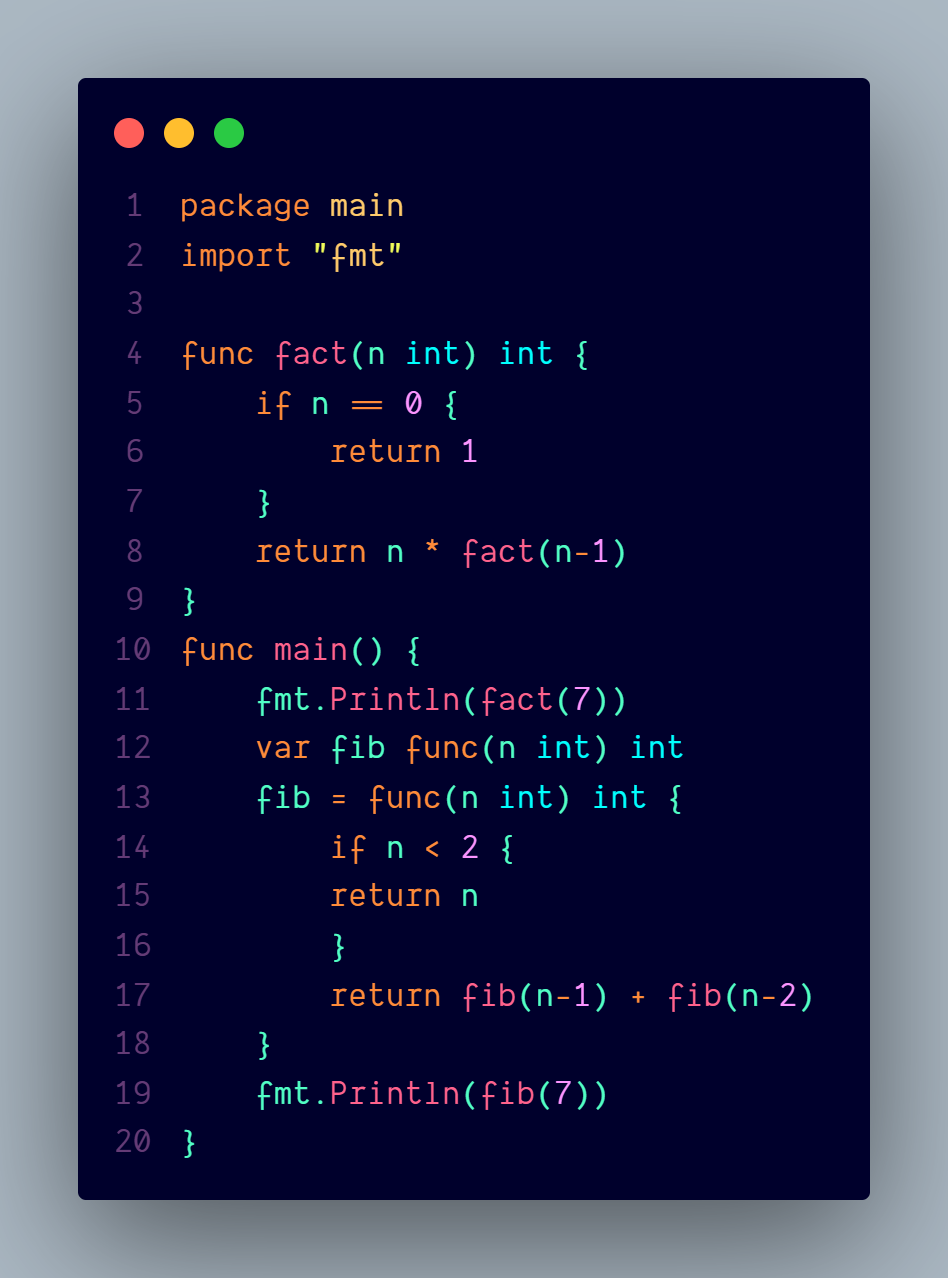 1 package main
2 import "fmt"
3
4 func fact(n int) int {
5     if n == 0 {
6         return 1
7     }
8     return n * fact(n-1)
9 }
10 func main() {
11     fmt.Println(fact(7))
12     var fib func(n int) int
13     fib = func(n int) int {
14         if n < 2 {
15         return n
16         }
17         return fib(n-1) + fib(n-2)
18     }
19     fmt.Println(fib(7))
20 }